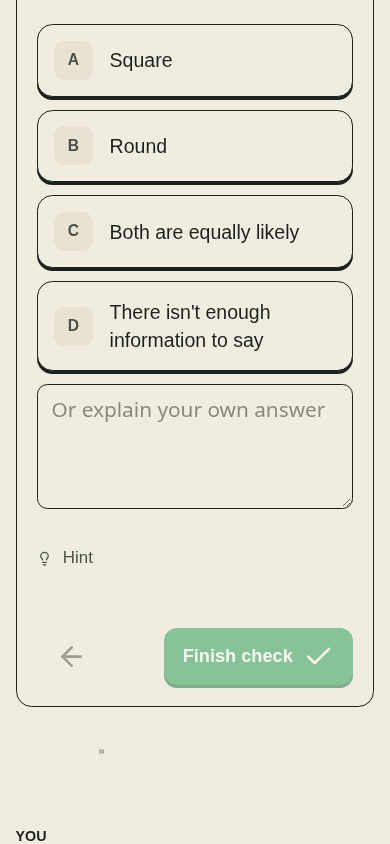 A
Square
B
Round
C
Both are equally likely
D
There isn't enough
information to say
Or explain your own answer
Hint
Finish check
YOU